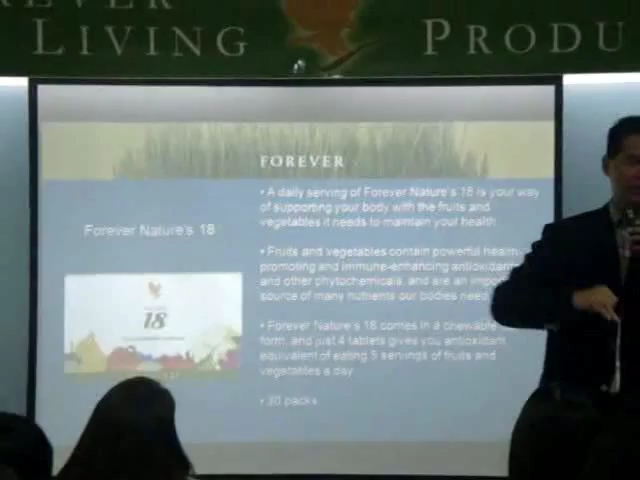 REVER
LIVING PRODU
FOREVER
Forever Nature's 18
18
• A daily serving of Forever Nature's 18 is your way
of supporting your body with the fruits and
vegetables it needs to maintain your health
• Fruits and vegetables contain powerful health
promoting and immune-enhancing antioxidan
and other phytochemicals, and are an impo
source of many nutrients our bodies need
• Forever Nature's 18 comes in a chewable
form, and just 4 tablets gives you antioxidant
equivalent of eating 5 servings of fruits and
vegetables a day
• 30 packs